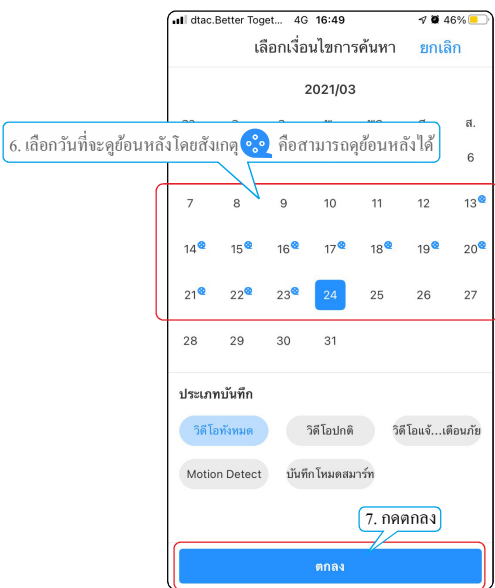 dtac.Better Toget... 4G 16:49 46%
เลือกเงื่อนไขการค้นหา ยกเลิก
2021/03
ส.
6. เลือกวันที่จะดูย้อนหลังโดยสังเกตุ คือสามารถดุย้อนหลังได้
6
7 8 9 10 11 12 13
14 15 16 17 18 19 20
21 22 23 24 25 26 27
28 29 30 31
ประเภทบันทึก
วิดีโอทังหมด วิดีโอปกติ วิดีโอแจ้...เตือนภัย
Motion Detect บันทึกโหมดสมาร์ท
7. กดตกลง
ตกลง